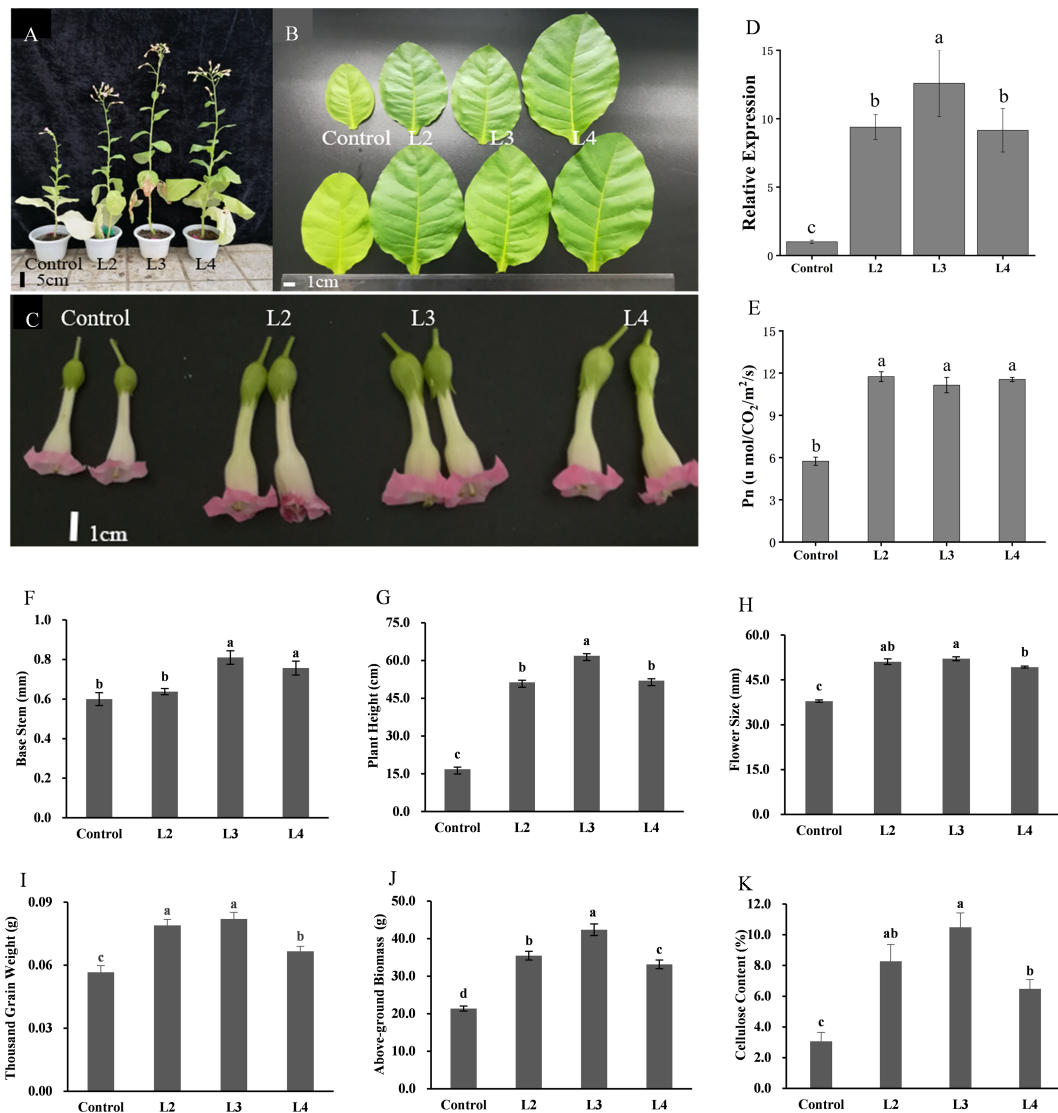 A
Control L2 L3 L4
5cm
B
Control L2 L3 L4
1cm
C
Control L2 L3 L4
1cm
D
Relative Expression
15
10
5
0
c b a b
Control L2 L3 L4
E
Pn (u mol/CO₂/m²/s)
15
12
9
6
3
0
b a a a
Control L2 L3 L4
F
Base Stem (mm)
1.0
0.8
0.6
0.4
0.2
0.0
b b a a
Control L2 L3 L4
G
Plant Height (cm)
75.0
60.0
45.0
30.0
15.0
0.0
c b a b
Control L2 L3 L4
H
Flower Size (mm)
60.0
45.0
30.0
15.0
0.0
c ab a b
Control L2 L3 L4
I
Thousand Grain Weight (g)
0.09
0.06
0.03
0.00
c a a b
Control L2 L3 L4
J
Above-ground Biomass (g)
50.0
40.0
30.0
20.0
10.0
0.0
d b a c
Control L2 L3 L4
K
Cellulose Content (%)
12.0
10.0
8.0
6.0
4.0
2.0
0.0
c ab a b
Control L2 L3 L4